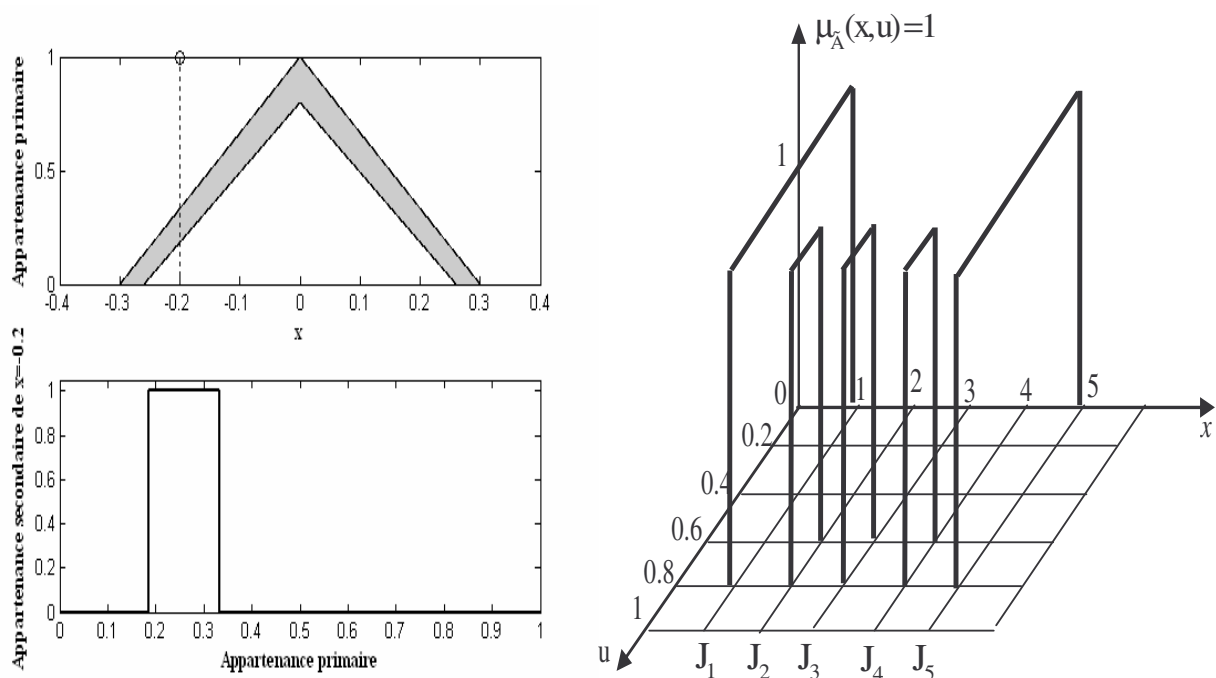 Appartenance primaire
1
0.5
0
-0.4 -0.3 -0.2 -0.1 0 0.1 0.2 0.3 0.4
x
Appartenance secondaire de x=-0.2
1
0.8
0.6
0.4
0.2
0
0 0.1 0.2 0.3 0.4 0.5 0.6 0.7 0.8 0.9 1
Appartenance primaire
μÃ(x,u)=1
1
0 1 2 3 4 5
x
0.2
0.4
0.6
0.8
1
u
J1 J2 J3 J4 J5